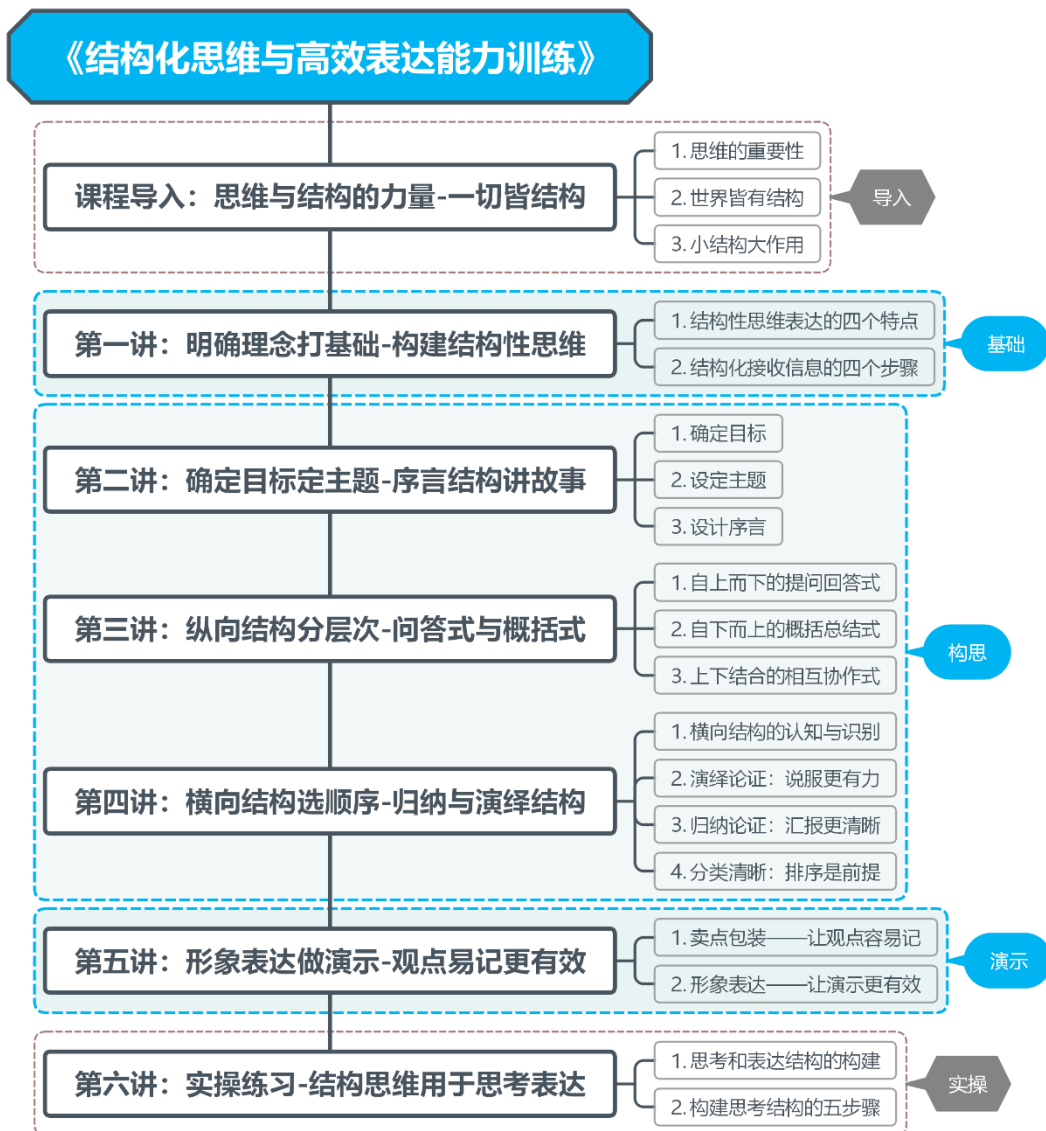 《结构化思维与高效表达能力训练》
课程导入：思维与结构的力量-一切皆结构
1.思维的重要性
2.世界皆有结构
3.小结构大作用
导入
第一讲：明确理念打基础-构建结构性思维
1.结构性思维表达的四个特点
2.结构化接收信息的四个步骤
基础
第二讲：确定目标定主题-序言结构讲故事
1.确定目标
2.设定主题
3.设计序言
第三讲：纵向结构分层次-问答式与概括式
1.自上而下的提问回答式
2.自下而上的概括总结式
3.上下结合的相互协作式
构思
第四讲：横向结构选顺序-归纳与演绎结构
1.横向结构的认知与识别
2.演绎论证：说服更有力
3.归纳论证：汇报更清晰
4.分类清晰：排序是前提
第五讲：形象表达做演示-观点易记更有效
1.卖点包装——让观点容易记
2.形象表达——让演示更有效
演示
第六讲：实操练习-结构思维用于思考表达
1.思考和表达结构的构建
2.构建思考结构的五步骤
实操